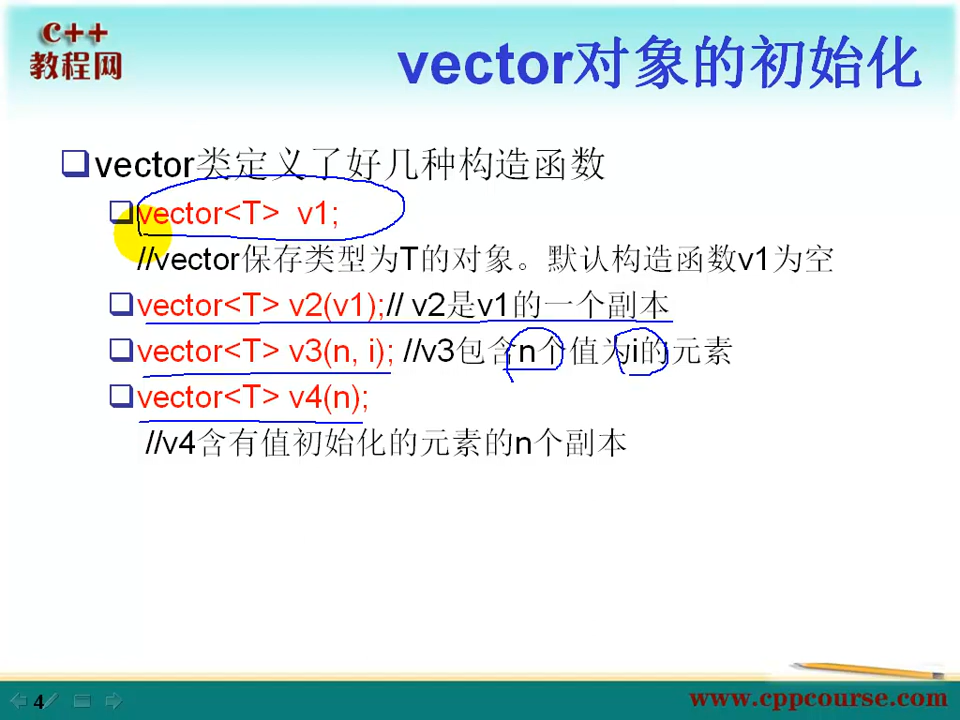 C++
教程网
vector对象的初始化
vector类定义了好几种构造函数
vector<T>  v1;
//vector保存类型为T的对象。默认构造函数v1为空
vector<T> v2(v1);// v2是v1的一个副本
vector<T> v3(n, i); //v3包含n个值为i的元素
vector<T> v4(n);
//v4含有值初始化的元素的n个副本
4
www.cppcourse.com